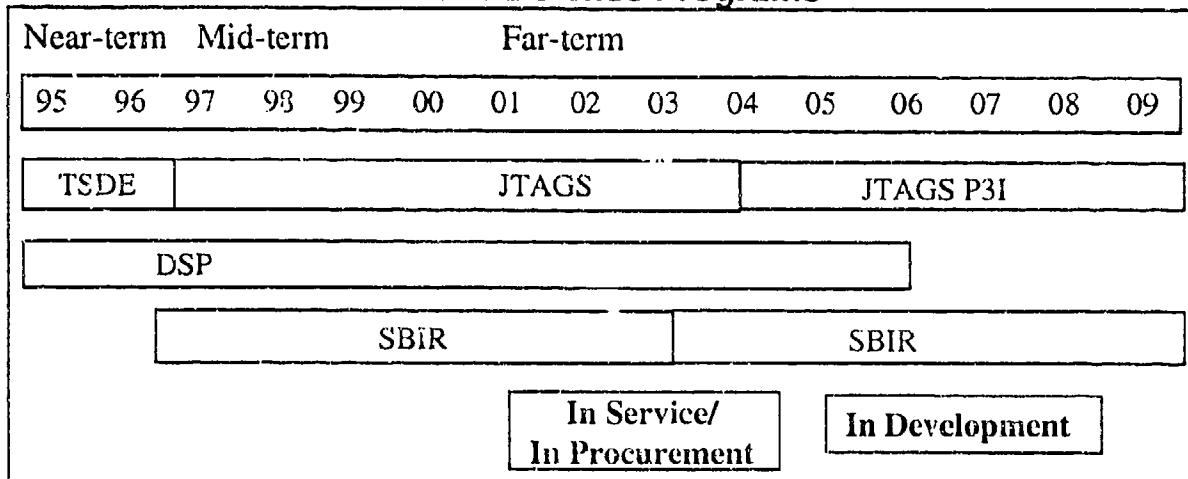 Programs
Near-term Mid-term Far-term
95 96 97 98 99 00 01 02 03 04 05 06 07 08 09
TSDE JTAGS JTAGS P3I
DSP
SBIR SBIR
In Service/
In Procurement
In Development